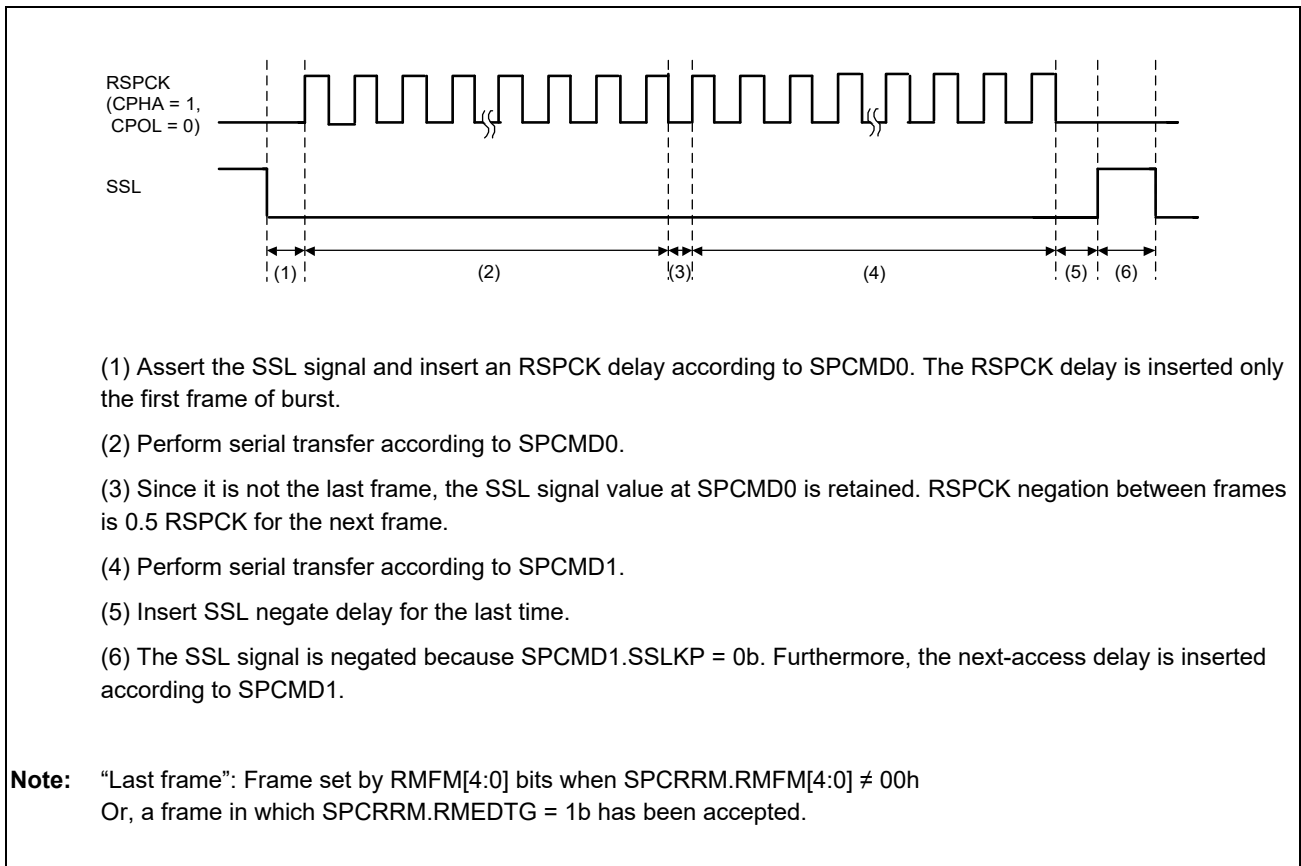 RSPCK
(CPHA = 1,
CPOL = 0)
SSL
(1) (2) (3) (4) (5) (6)
(1) Assert the SSL signal and insert an RSPCK delay according to SPCMD0. The RSPCK delay is inserted only
the first frame of burst.
(2) Perform serial transfer according to SPCMD0.
(3) Since it is not the last frame, the SSL signal value at SPCMD0 is retained. RSPCK negation between frames
is 0.5 RSPCK for the next frame.
(4) Perform serial transfer according to SPCMD1.
(5) Insert SSL negate delay for the last time.
(6) The SSL signal is negated because SPCMD1.SSLKP = 0b. Furthermore, the next-access delay is inserted
according to SPCMD1.
Note: “Last frame”: Frame set by RMFM[4:0] bits when SPCRRM.RMFM[4:0] ≠ 00h
Or, a frame in which SPCRRM.RMEDTG = 1b has been accepted.